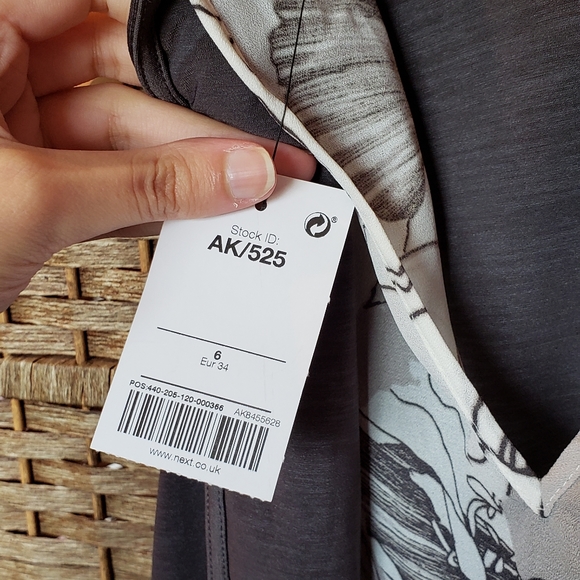 ®
Stock ID:
AK/525
6
Eur 34
POS:440-205-120-000366
AK8455628
www.next.co.uk